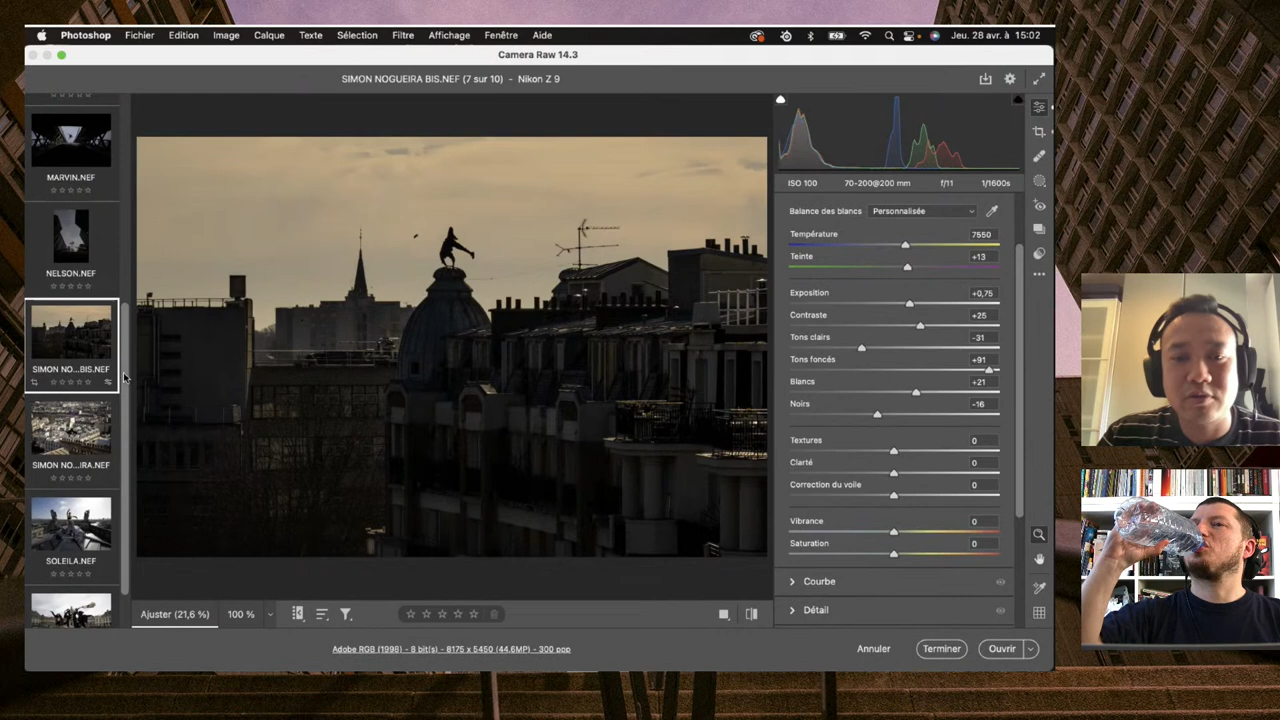 Photoshop Fichier Edition Image Calque Texte Sélection Filtre Affichage Fenêtre Aide Jeu. 28 avr. à 15:02
Camera Raw 14.3
SIMON NOGUEIRA BIS.NEF (7 sur 10) - Nikon Z 9
MARVIN.NEF
NELSON.NEF
SIMON NO...BIS.NEF
SIMON NO...IRA.NEF
SOLEILA.NEF
ISO 100 70-200@200 mm f/11 1/1600s
Balance des blancs Personnalisée
Température 7550
Teinte +13
Exposition +0,75
Contraste +25
Tons clairs -31
Tons foncés +91
Blancs +21
Noirs -16
Textures 0
Clarté 0
Correction du voile 0
Vibrance 0
Saturation 0
Courbe
Détail
Ajuster (21,6 %) 100 %
Adobe RGB (1998) - 8 bit(s) - 8175 x 5450 (44,6MP) - 300 pop
Annuler Terminer Ouvrir